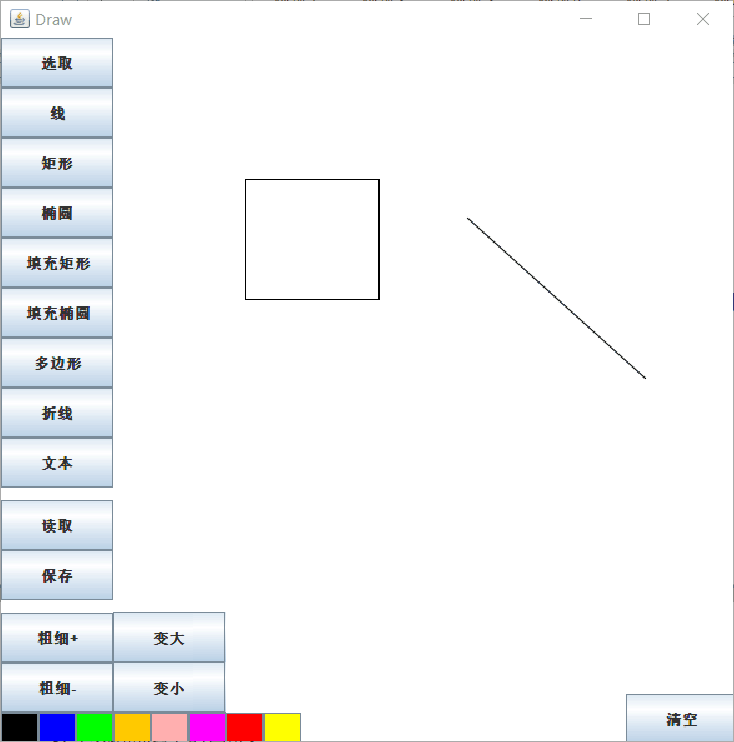 Draw
选取
线
矩形
椭圆
填充矩形
填充椭圆
多边形
折线
文本
读取
保存
粗细+ 变大
粗细- 变小
清空